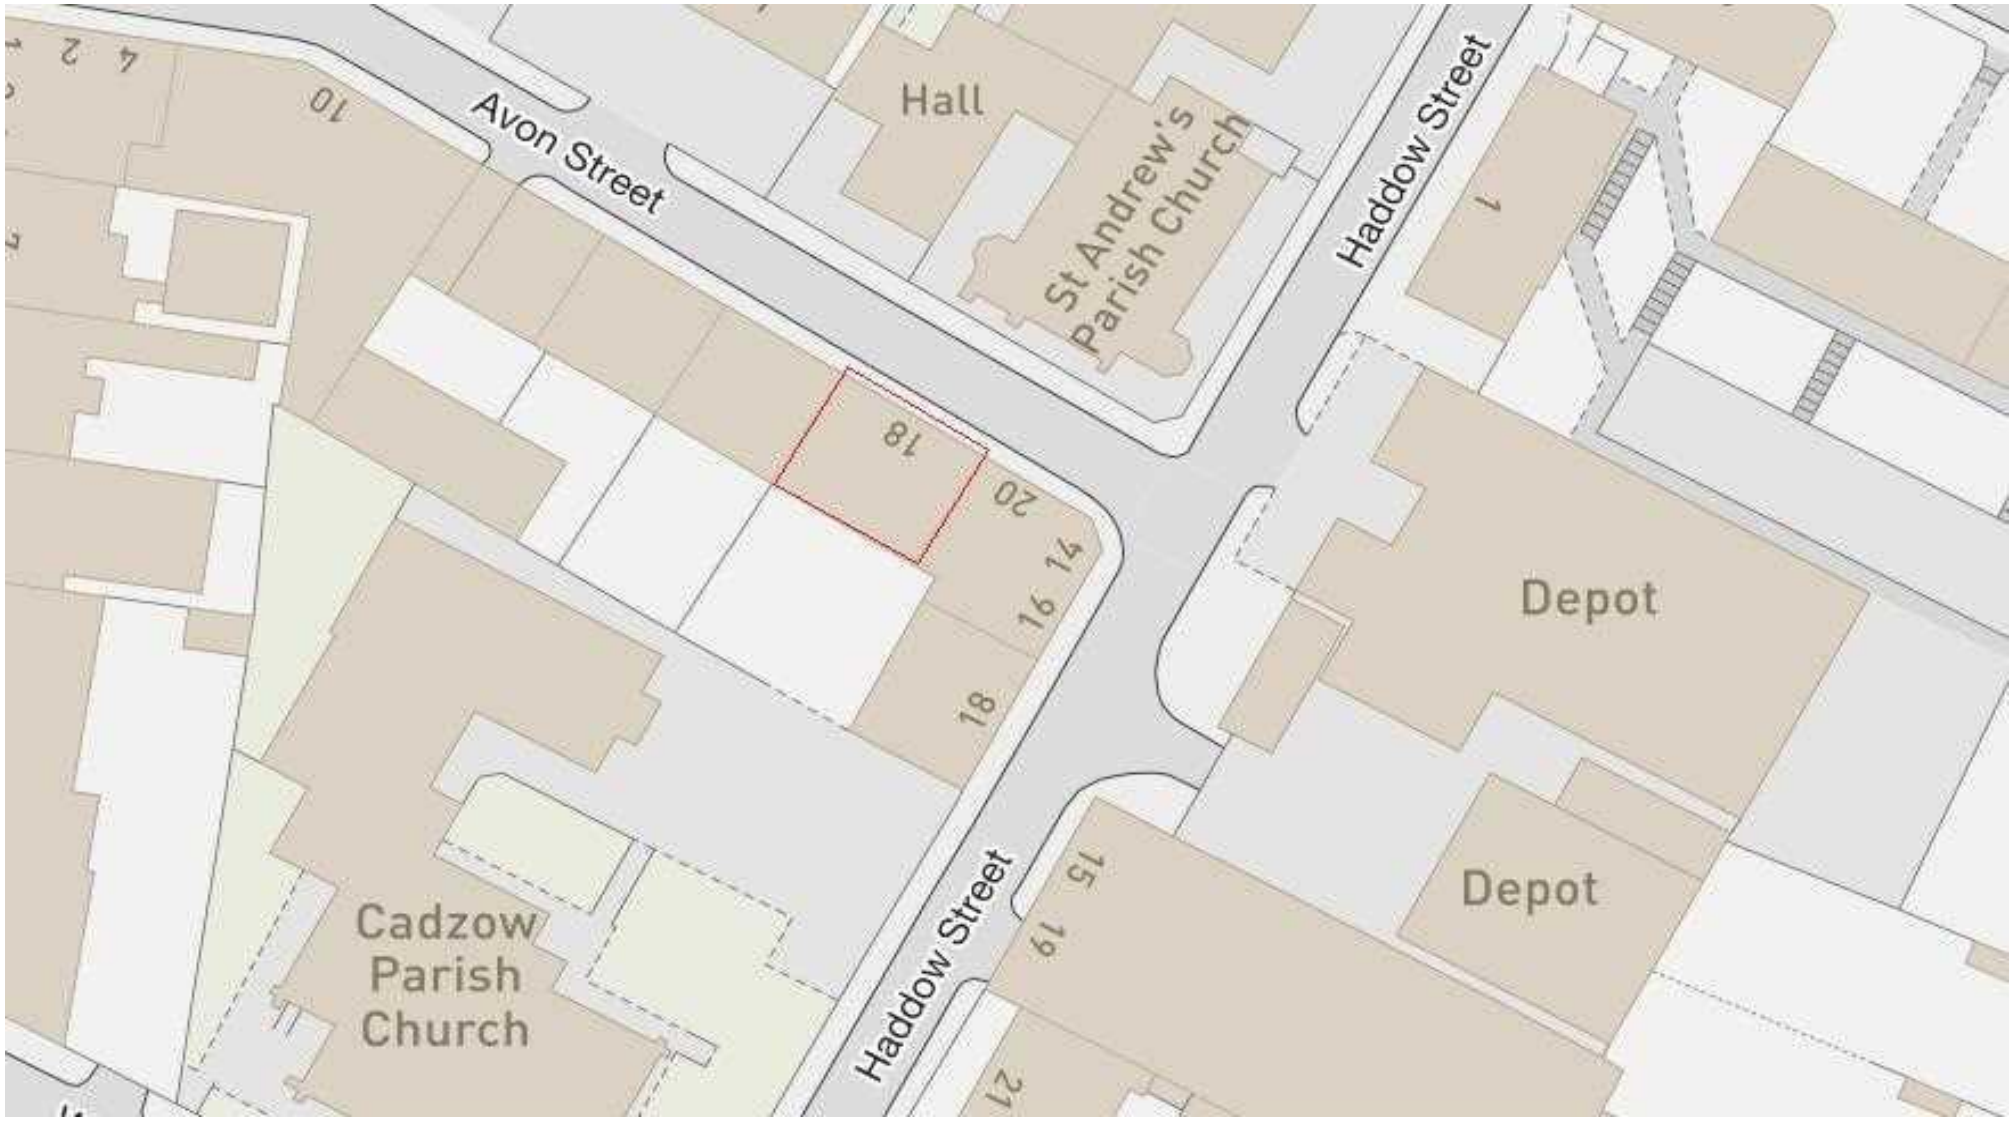 2
4
10
Avon Street
Hall
St Andrew's
Parish Church
Haddow Street
1
18
20
14
16
18
Depot
Depot
15
19
21
Haddow Street
Cadzow
Parish
Church